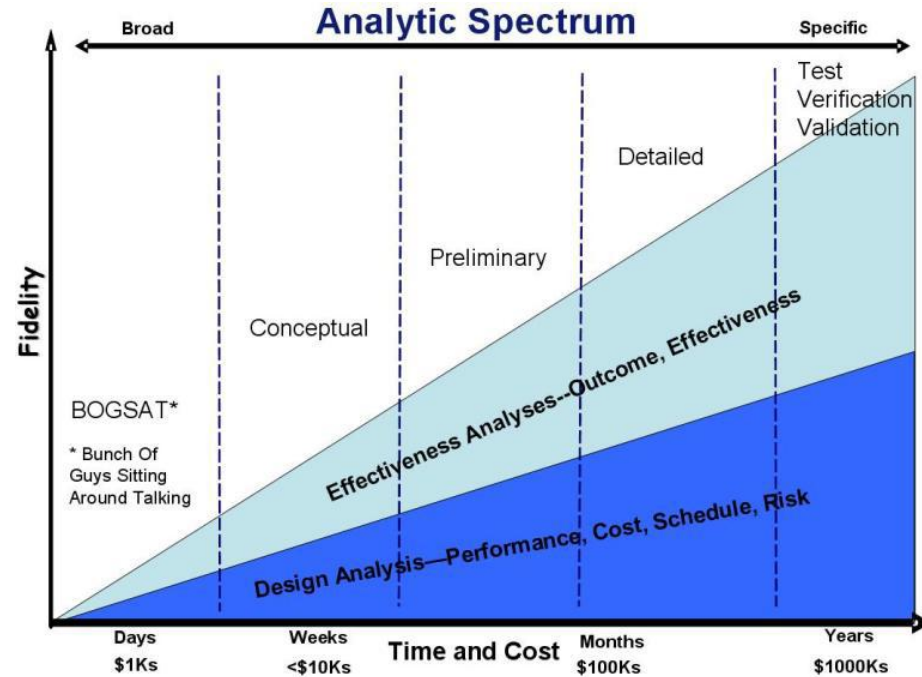 Analytic Spectrum
Broad
Specific
Test
Verification
Validation
Detailed
Preliminary
Conceptual
BOGSAT*
* Bunch Of
Guys Sitting
Around Talking
Fidelity
Effectiveness Analyses--Outcome, Effectiveness
Design Analysis—Performance, Cost, Schedule, Risk
Days
Weeks
Time and Cost
Months
Years
$1Ks
<$10Ks
$100Ks
$1000Ks